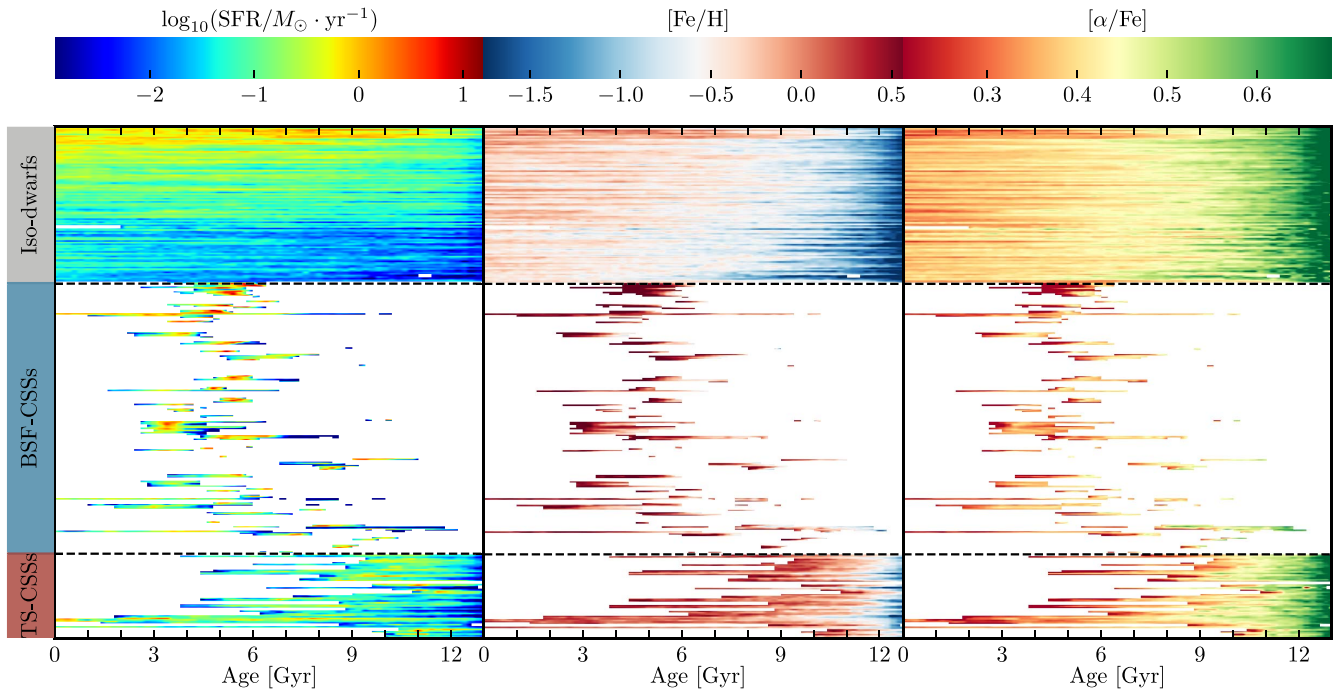 log₁₀(SFR/M⊙ · yr⁻¹) [Fe/H] [α/Fe]
−2 −1 0 1 −1.5 −1.0 −0.5 0.0 0.5 0.3 0.4 0.5 0.6
Iso-dwarfs
BSF-CSSs
TS-CSSs
0 3 6 9 12 0 3 6 9 12 0 3 6 9 12
Age [Gyr] Age [Gyr] Age [Gyr]